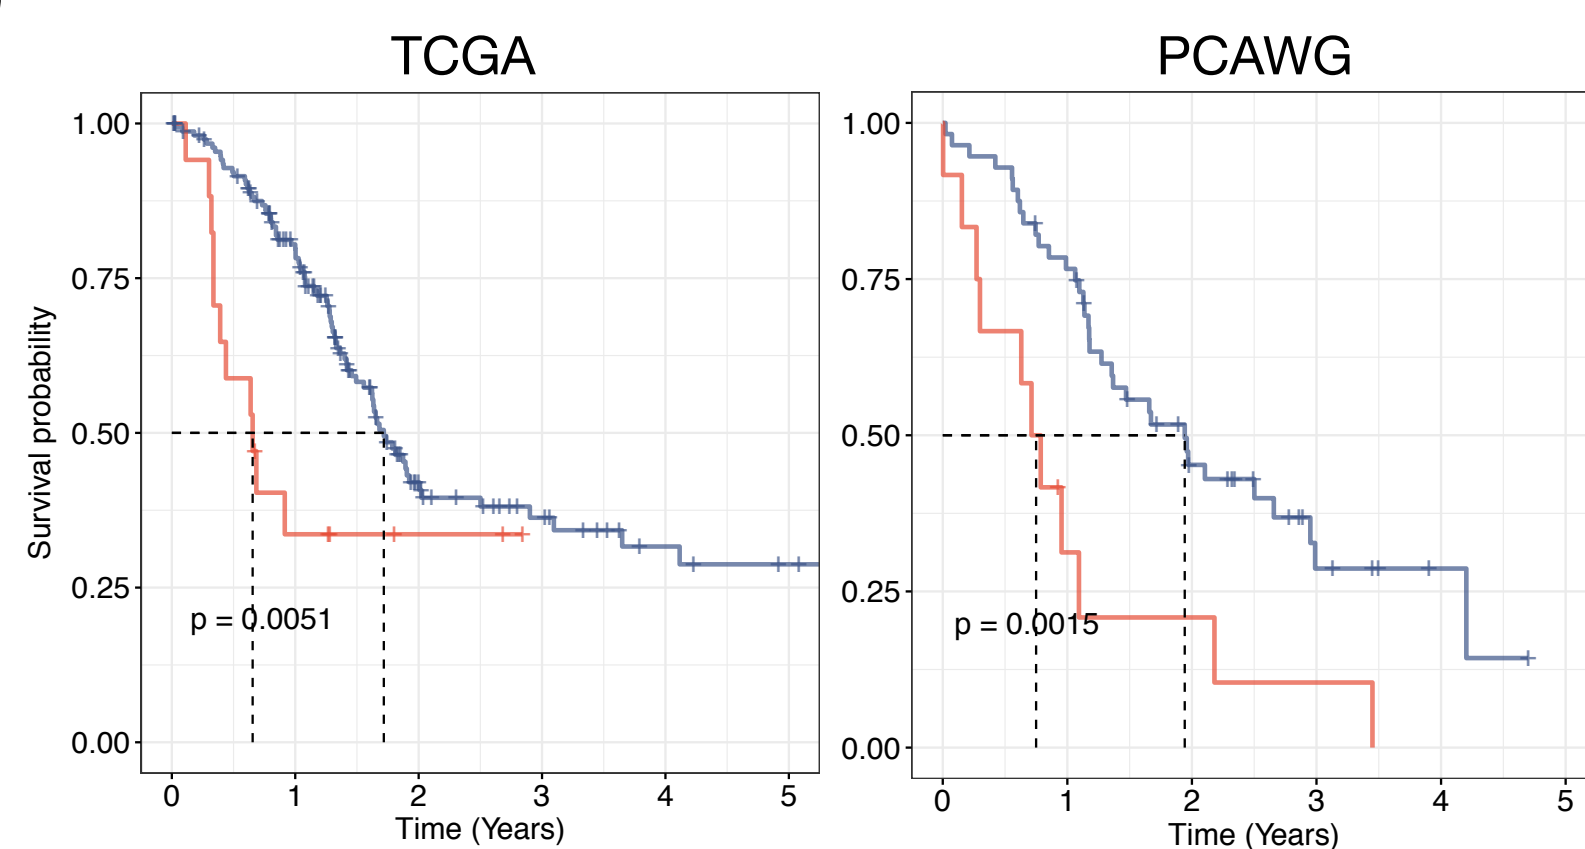 TCGA
PCAWG
Survival probability
1.00
0.75
0.50
0.25
0.00
p = 0.0051
0 1 2 3 4 5
Time (Years)
1.00
0.75
0.50
0.25
0.00
p = 0.0015
0 1 2 3 4 5
Time (Years)